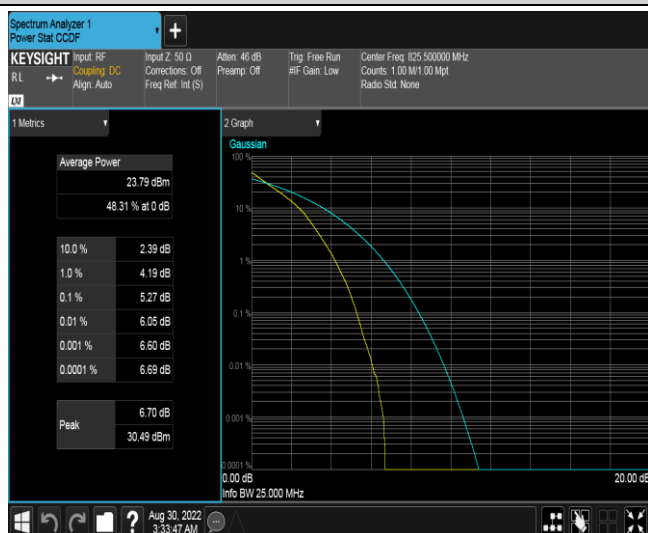 Spectrum Analyzer 1
Power Stat CCDF
+
KEYSIGHT
R L
LXI
Input: RF
Coupling: DC
Align: Auto
Input Z: 50 Ω
Corrections: Off
Freq Ref: Int (S)
Atten: 46 dB
Preamp: Off
Trig: Free Run
#IF Gain: Low
Center Freq: 825.500000 MHz
Counts: 1.00 M/1.00 Mpt
Radio Std: None
1 Metrics
Average Power
23.79 dBm
48.31 % at 0 dB
10.0 % 2.39 dB
1.0 % 4.19 dB
0.1 % 5.27 dB
0.01 % 6.05 dB
0.001 % 6.60 dB
0.0001 % 6.69 dB
Peak
6.70 dB
30.49 dBm
2 Graph
Gaussian
100 %
10 %
1 %
0.1 %
0.01 %
0.001 %
0.0001 %
0.00 dB
20.00 dB
Info BW 25.000 MHz
?
Aug 30, 2022
3:33:47 AM